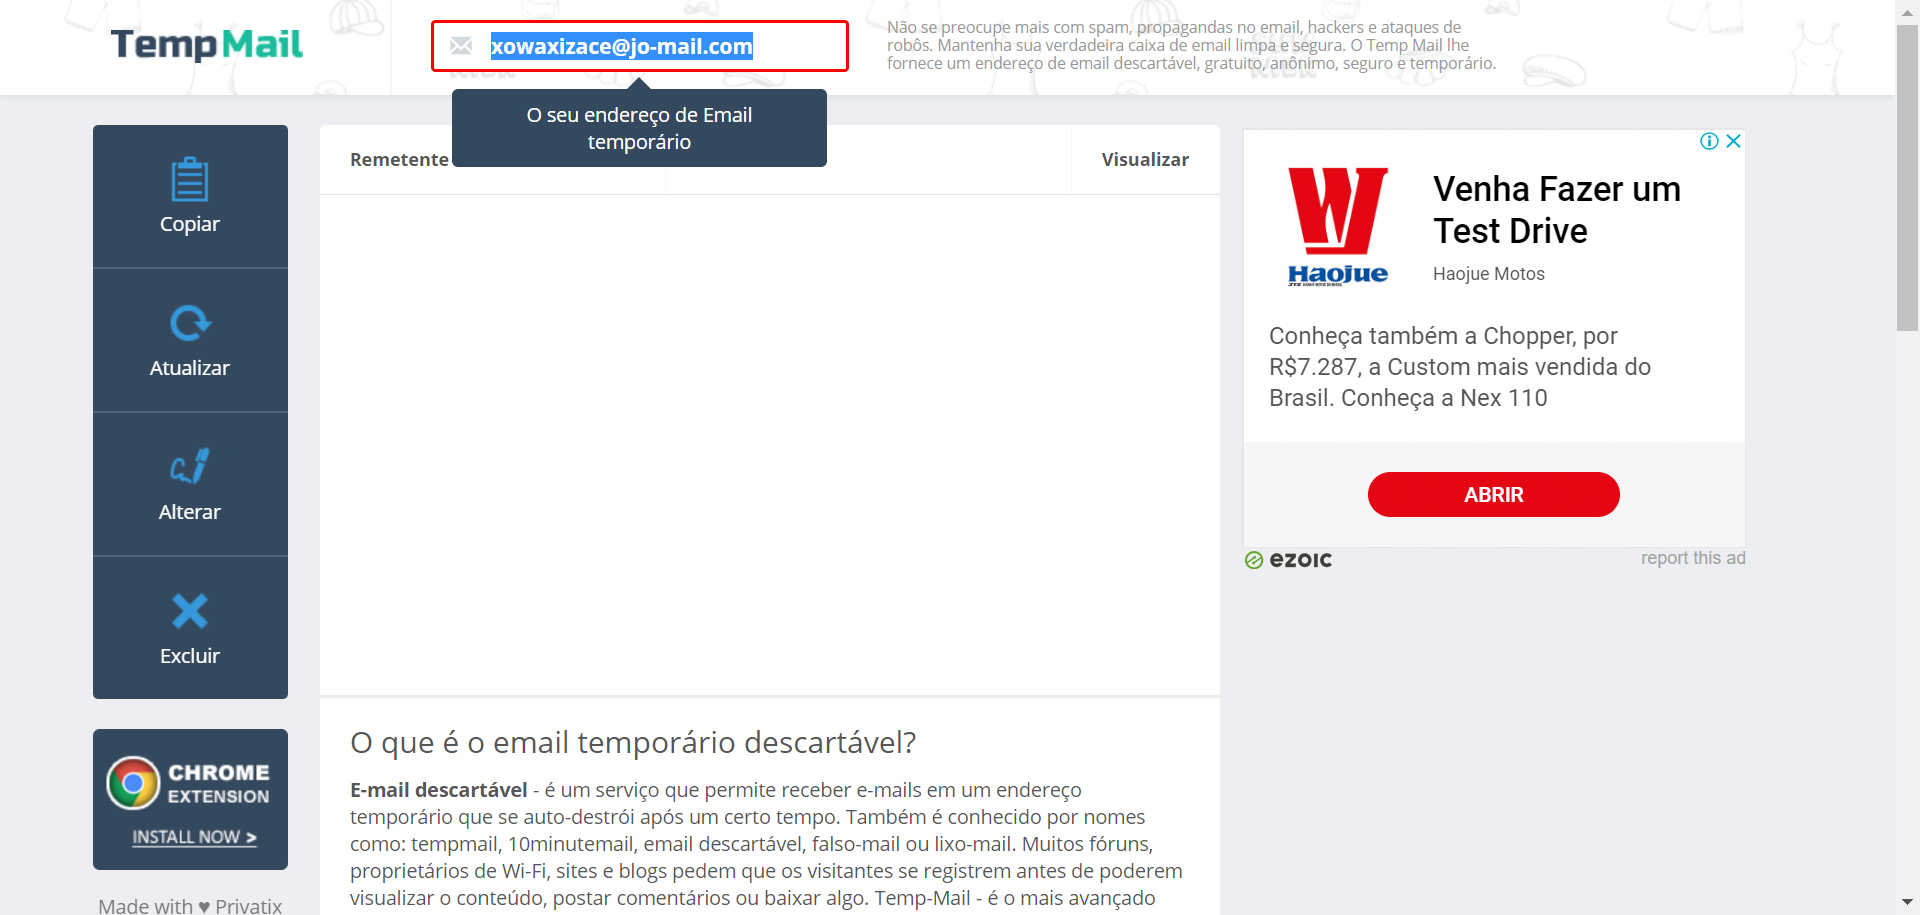 TempMail
xowaxizace@jo-mail.com
Não se preocupe mais com spam, propagandas no email, hackers e ataques de
robôs. Mantenha sua verdadeira caixa de email limpa e segura. O Temp Mail lhe
fornece um endereço de email descartável, gratuito, anônimo, seguro e temporário.
O seu endereço de Email
temporário
Copiar
Atualizar
Alterar
Excluir
CHROME
EXTENSION
INSTALL NOW >
Made with ♥ Privatix
Remetente
Visualizar
O que é o email temporário descartável?
E-mail descartável - é um serviço que permite receber e-mails em um endereço
temporário que se auto-destrói após um certo tempo. Também é conhecido por nomes
como: tempmail, 10minutemail, email descartável, falso-mail ou lixo-mail. Muitos fóruns,
proprietários de Wi-Fi, sites e blogs pedem que os visitantes se registrem antes de poderem
visualizar o conteúdo, postar comentários ou baixar algo. Temp-Mail - é o mais avançado
Haojue
Venha Fazer um
Test Drive
Haojue Motos
Conheça também a Chopper, por
R$7.287, a Custom mais vendida do
Brasil. Conheça a Nex 110
ABRIR
ezoic
report this ad